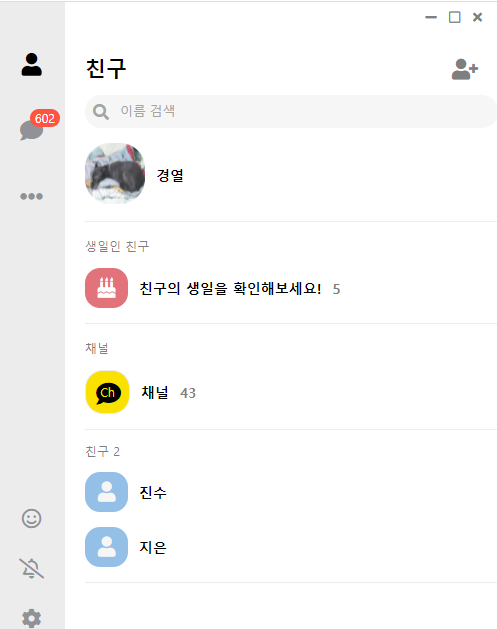 친구
602
이름 검색
경열
생일인 친구
친구의 생일을 확인해보세요! 5
채널
Ch 채널 43
친구 2
진수
지은